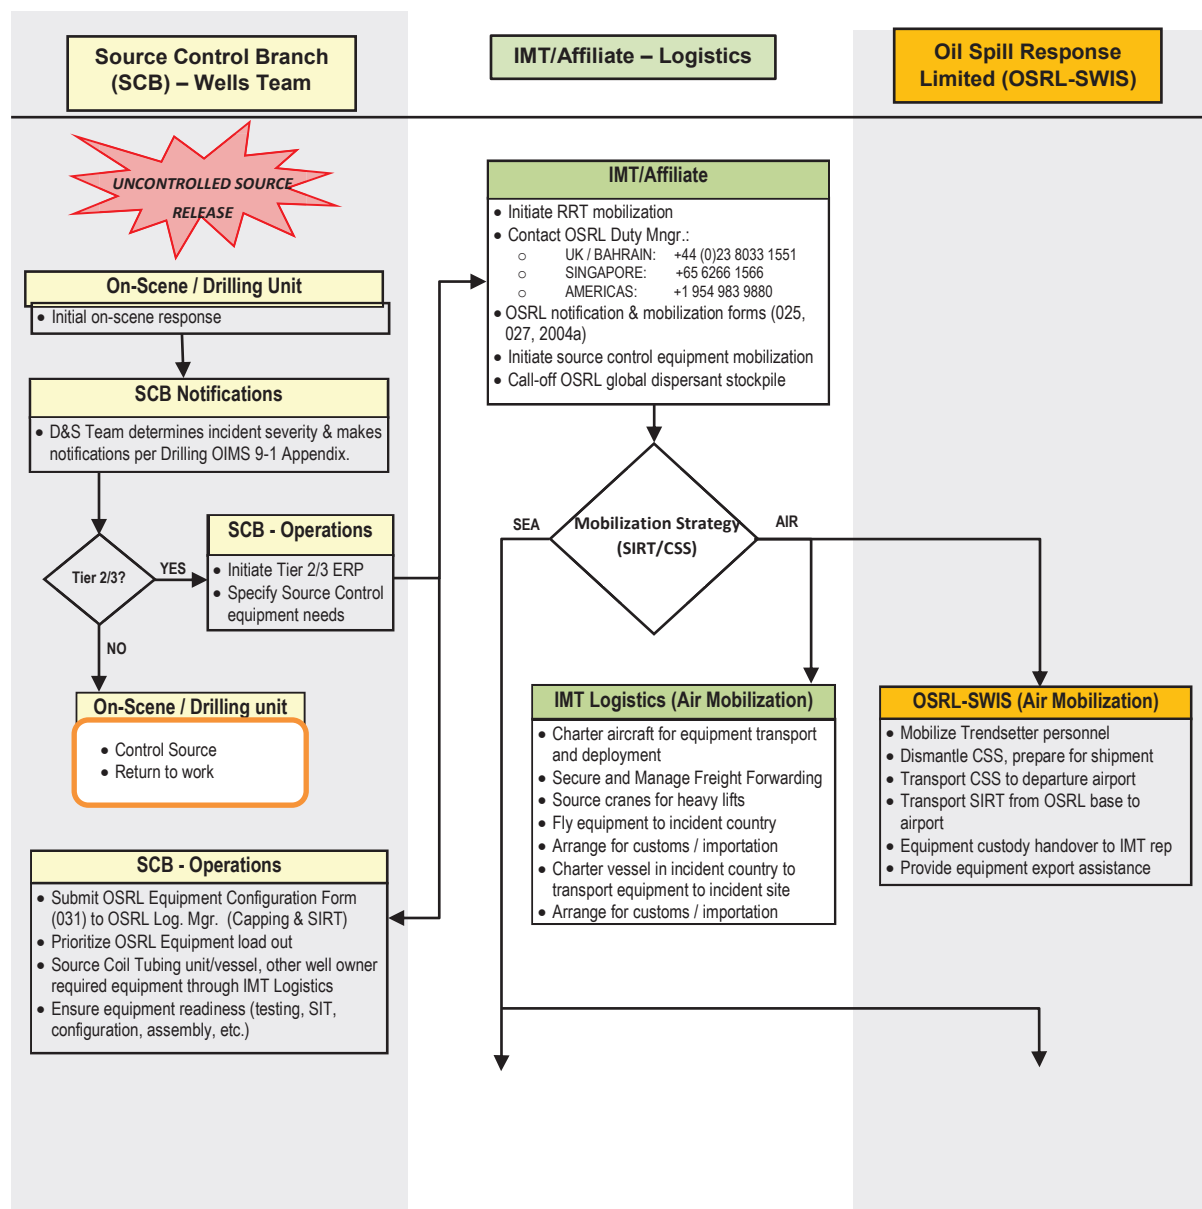 Source Control Branch
(SCB) – Wells Team
IMT/Affiliate – Logistics
Oil Spill Response
Limited (OSRL-SWIS)
UNCONTROLLED SOURCE
RELEASE
On-Scene / Drilling Unit
• Initial on-scene response
SCB Notifications
• D&S Team determines incident severity & makes
notifications per Drilling OIMS 9-1 Appendix.
Tier 2/3?
YES
NO
SCB - Operations
• Initiate Tier 2/3 ERP
• Specify Source Control
equipment needs
On-Scene / Drilling unit
• Control Source
• Return to work
SCB - Operations
• Submit OSRL Equipment Configuration Form
(031) to OSRL Log. Mgr. (Capping & SIRT)
• Prioritize OSRL Equipment load out
• Source Coil Tubing unit/vessel, other well owner
required equipment through IMT Logistics
• Ensure equipment readiness (testing, SIT,
configuration, assembly, etc.)
IMT/Affiliate
• Initiate RRT mobilization
• Contact OSRL Duty Mngr.:
o UK / BAHRAIN: +44 (0)23 8033 1551
o SINGAPORE: +65 6266 1566
o AMERICAS: +1 954 983 9880
• OSRL notification & mobilization forms (025,
027, 2004a)
• Initiate source control equipment mobilization
• Call-off OSRL global dispersant stockpile
SEA
Mobilization Strategy
(SIRT/CSS)
AIR
IMT Logistics (Air Mobilization)
• Charter aircraft for equipment transport
and deployment
• Secure and Manage Freight Forwarding
• Source cranes for heavy lifts
• Fly equipment to incident country
• Arrange for customs / importation
• Charter vessel in incident country to
transport equipment to incident site
• Arrange for customs / importation
OSRL-SWIS (Air Mobilization)
• Mobilize Trendsetter personnel
• Dismantle CSS, prepare for shipment
• Transport CSS to departure airport
• Transport SIRT from OSRL base to
airport
• Equipment custody handover to IMT rep
• Provide equipment export assistance